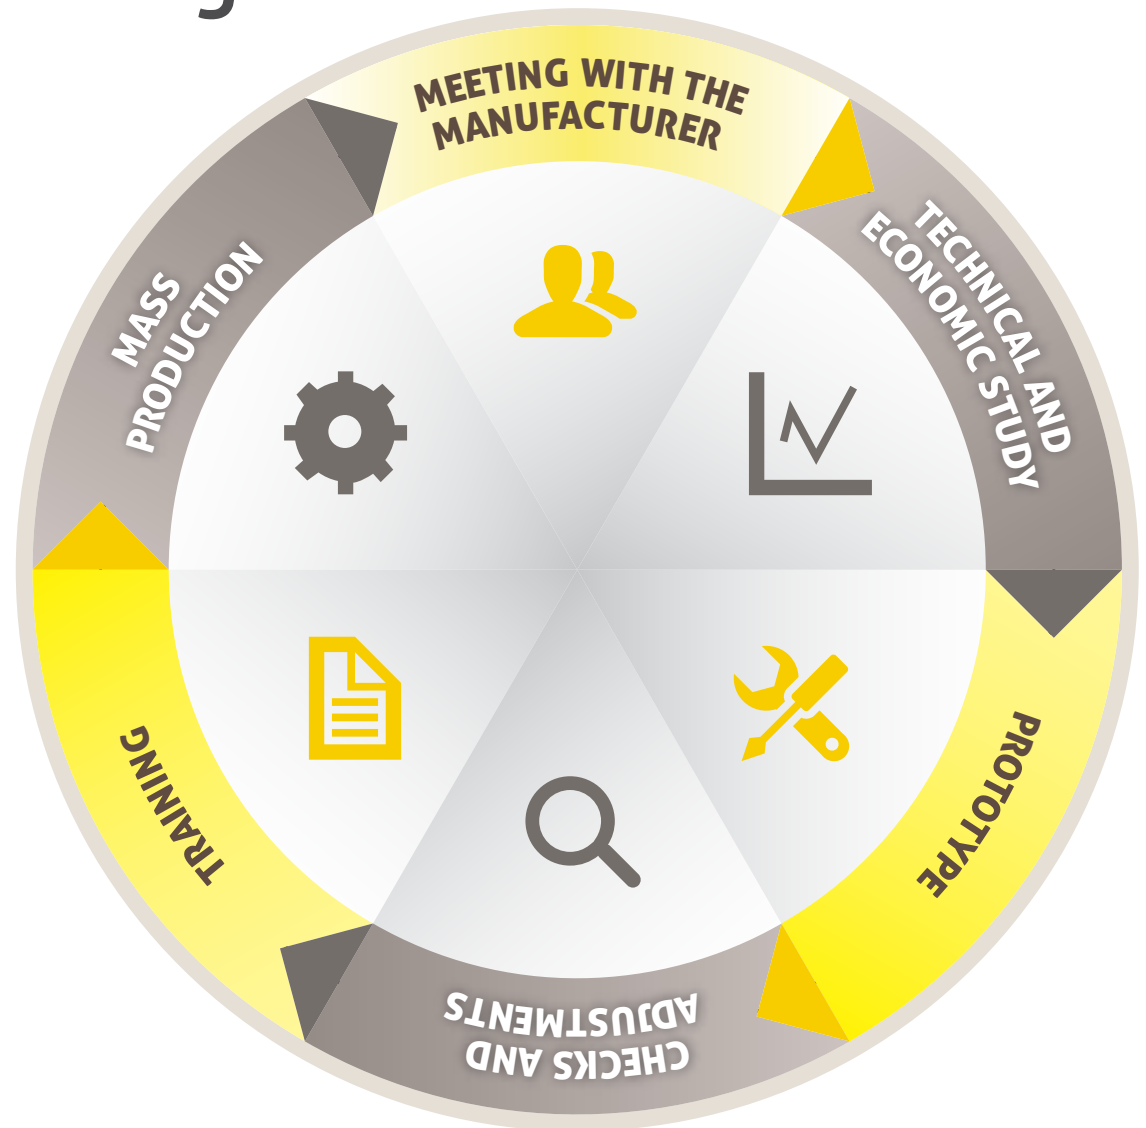 MEETING WITH THE
MANUFACTURER
TECHNICAL AND
ECONOMIC STUDY
PROTOTYPE
CHECKS AND
ADJUSTMENTS
TRAINING
MASS
PRODUCTION